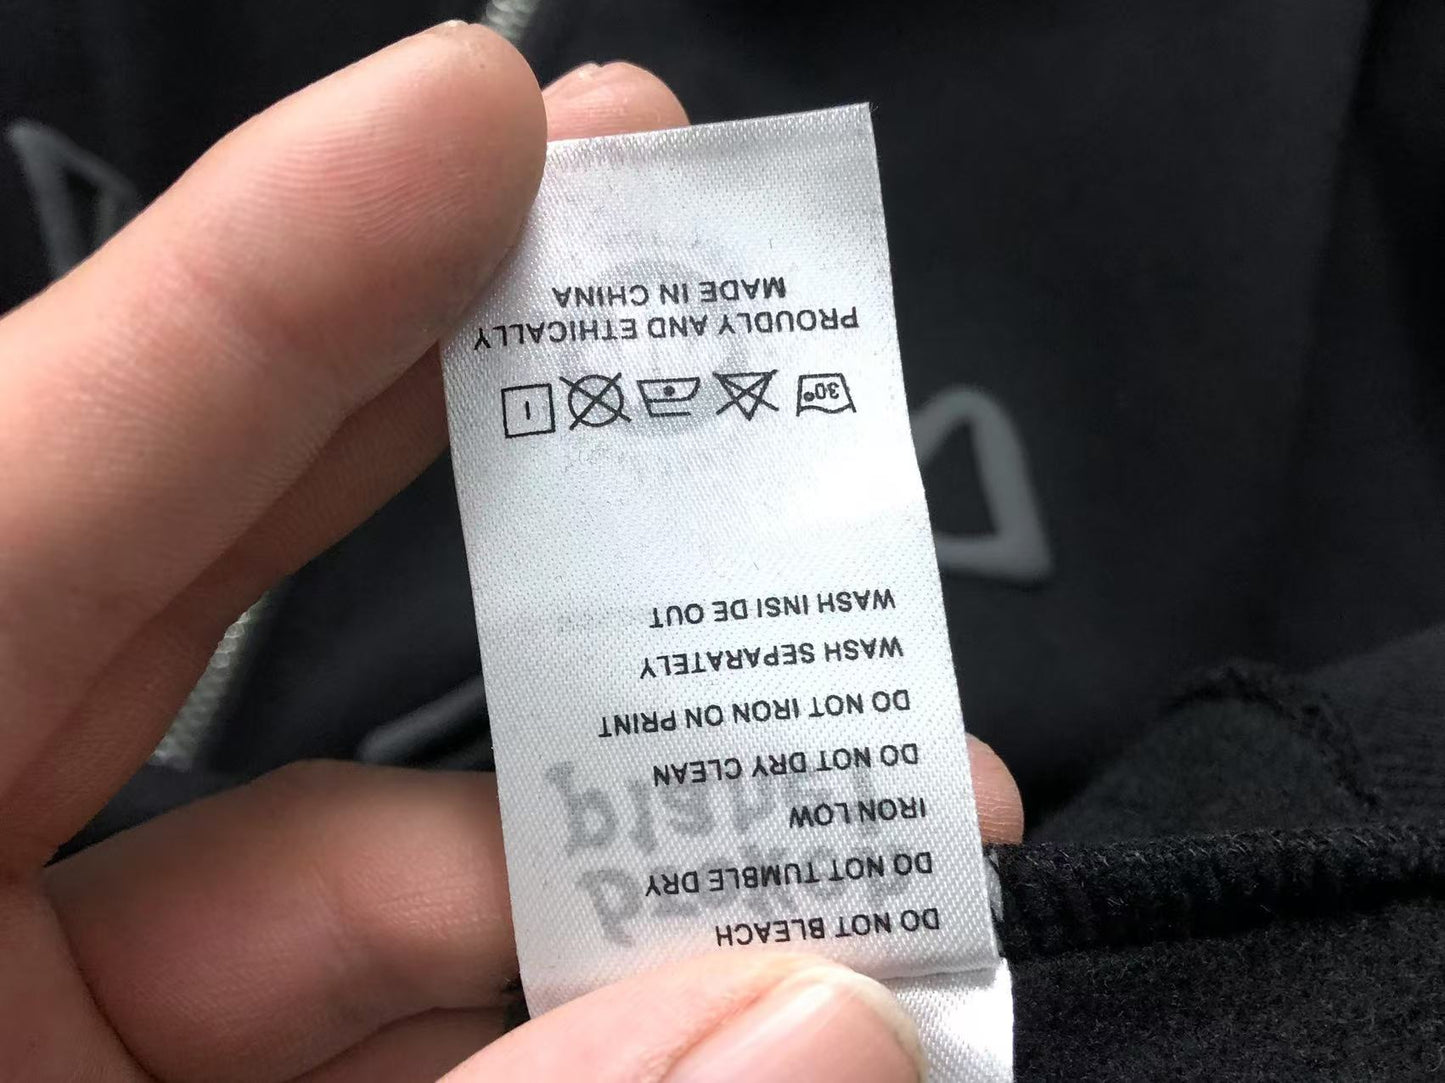 DO NOT BLEACH
DO NOT TUMBLE DRY
IRON LOW
DO NOT DRY CLEAN
DO NOT IRON ON PRINT
WASH SEPARATELY
WASH INSI DE OUT
30°
PROUDLY AND ETHICALLY
MADE IN CHINA